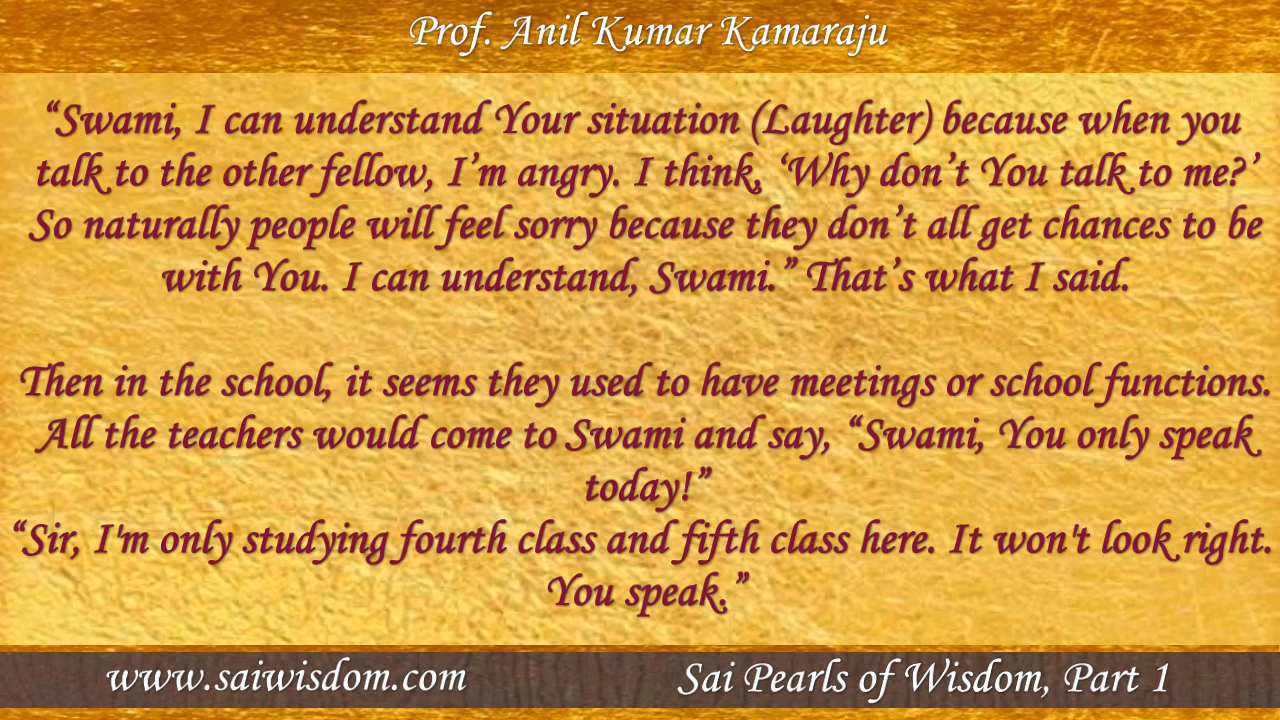 Prof. Anil Kumar Kamaraju
“Swami, I can understand Your situation (Laughter) because when you
talk to the other fellow, I’m angry. I think, ‘Why don’t You talk to me?’
So naturally people will feel sorry because they don’t all get chances to be
with You. I can understand, Swami.” That’s what I said.
Then in the school, it seems they used to have meetings or school functions.
All the teachers would come to Swami and say, “Swami, You only speak
today!”
“Sir, I'm only studying fourth class and fifth class here. It won't look right.
You speak.”
www.saiwisdom.com
Sai Pearls of Wisdom, Part 1